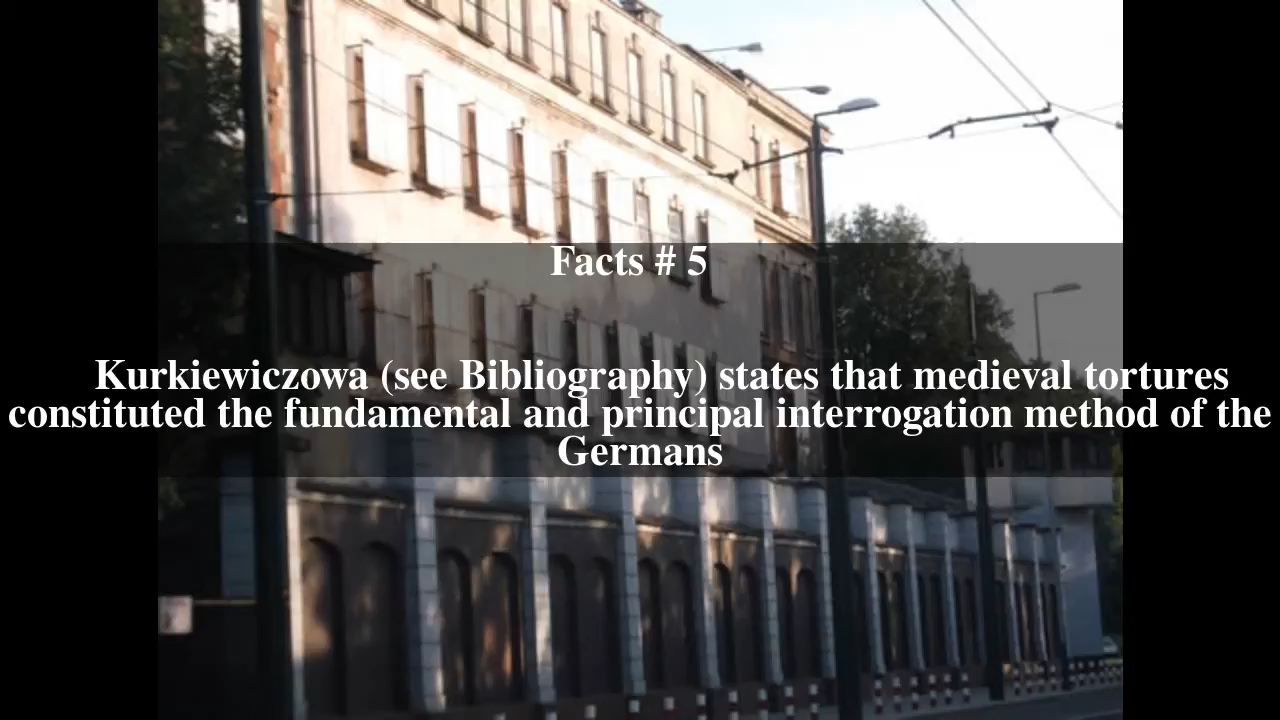 Facts # 5
Kurkiewiczowa (see Bibliography) states that medieval tortures
constituted the fundamental and principal interrogation method of the
Germans